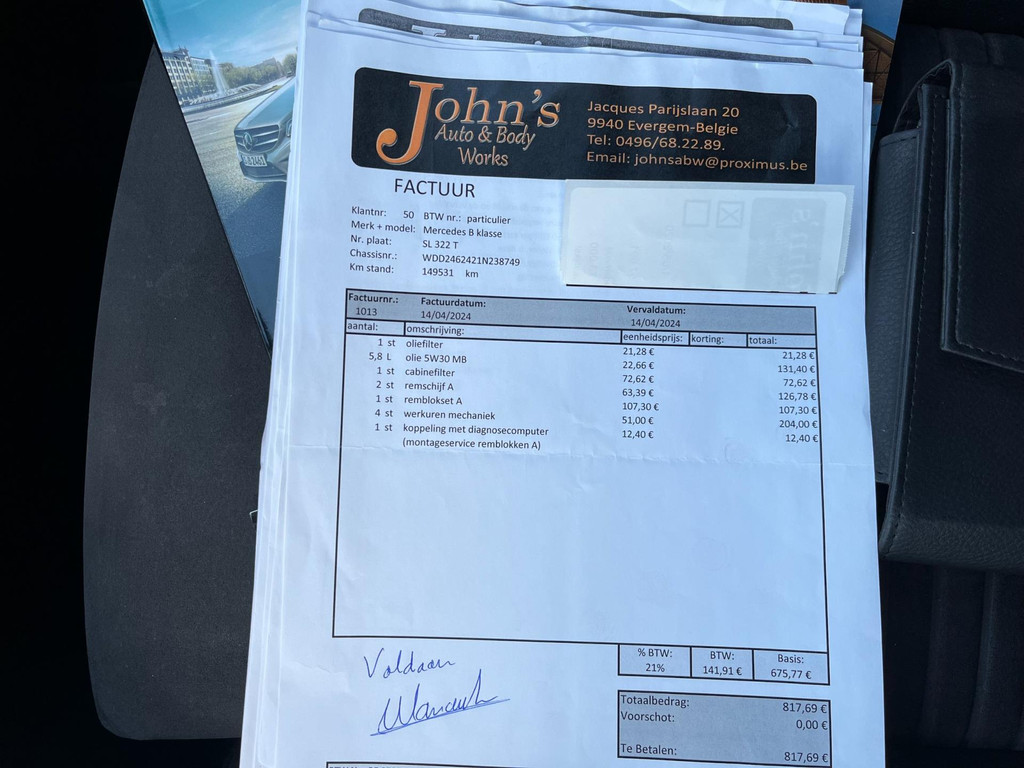 John's
Auto & Body
Works
Jacques Parijslaan 20
9940 Evergem-Belgie
Tel: 0496/68.22.89.
Email: johnsabw@proximus.be
FACTUUR
Klantnr: 50 BTW nr.: particulier
Merk + model: Mercedes B klasse
Nr. plaat: SL 322 T
Chassisnr.: WDD2462421N238749
Km stand: 149531 km
Factuurnr.: Factuurdatum: Vervaldatum:
1013 14/04/2024 14/04/2024
aantal: omschrijving: eenheidsprijs: korting: totaal:
1 st oliefilter 21,28 € 21,28 €
5,8 L olie 5W30 MB 22,66 € 131,40 €
1 st cabinefilter 72,62 € 72,62 €
2 st remschijf A 63,39 € 126,78 €
1 st remblokset A 107,30 € 107,30 €
4 st werkuren mechaniek 51,00 € 204,00 €
1 st koppeling met diagnosecomputer 12,40 € 12,40 €
(montageservice remblokken A)
% BTW: BTW: Basis:
21% 141,91 € 675,77 €
Voldaan
Totaalbedrag: 817,69 €
Voorschot: 0,00 €
Te Betalen: 817,69 €